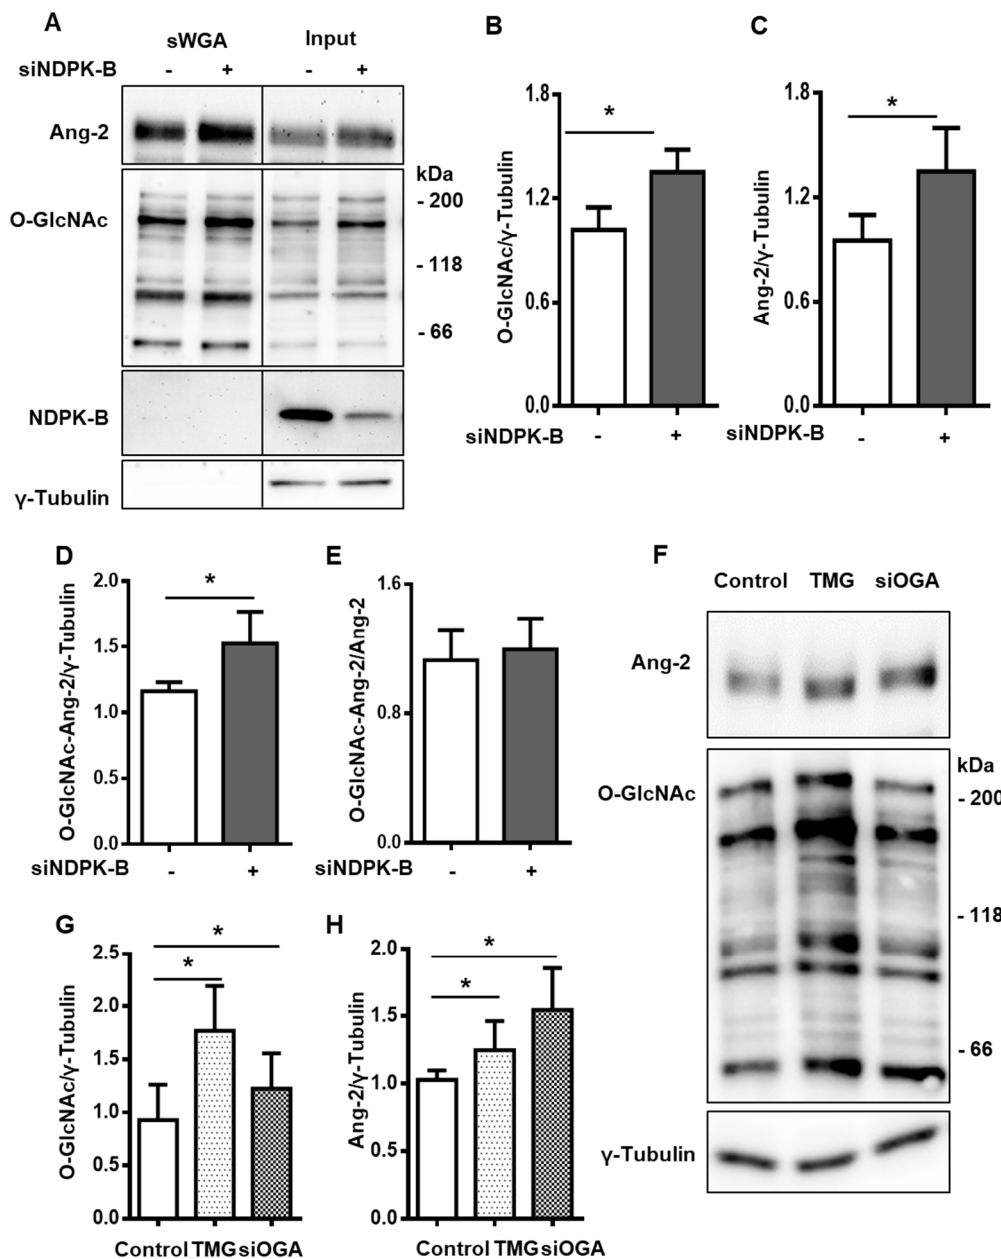 A
sWGA Input
siNDPK-B - + - +
Ang-2
kDa
- 200
O-GlcNAc
- 118
- 66
NDPK-B
γ-Tubulin
B
*
O-GlcNAc/γ-Tubulin
1.8
1.2
0.6
0.0
siNDPK-B - +
C
*
Ang-2/γ-Tubulin
1.8
1.2
0.6
0.0
siNDPK-B - +
D
*
O-GlcNAc-Ang-2/γ-Tubulin
2.0
1.5
1.0
0.5
0.0
siNDPK-B - +
E
O-GlcNAc-Ang-2/Ang-2
1.6
0.8
0.0
siNDPK-B - +
F
Control TMG siOGA
Ang-2
kDa
O-GlcNAc
- 200
- 118
- 66
γ-Tubulin
G
*
*
O-GlcNAc/γ-Tubulin
2.5
2.0
1.5
1.0
0.5
0.0
Control TMG siOGA
H
*
*
Ang-2/γ-Tubulin
2.0
1.5
1.0
0.5
0.0
Control TMG siOGA